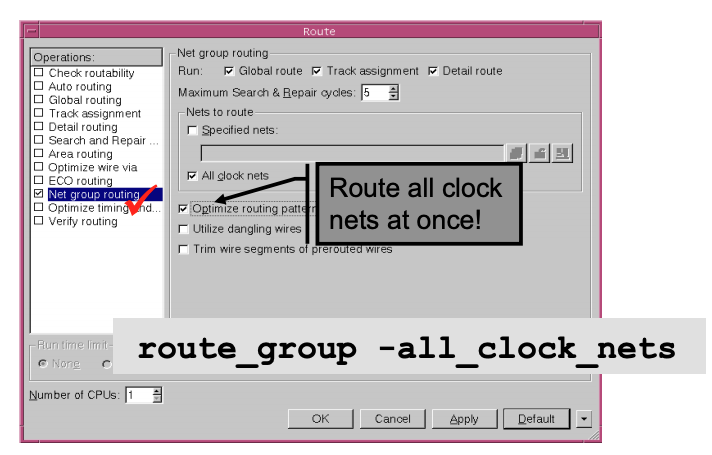 Route
Operations:
Check routability
Auto routing
Global routing
Track assignment
Detail routing
Search and Repair ...
Area routing
Optimize wire via
ECO routing
Net group routing
Optimize timing and...
Verify routing
Net group routing
Run: Global route Track assignment Detail route
Maximum Search & Repair cycles: 5
Nets to route
Specified nets:
All clock nets
Optimize routing pattern
Utilize dangling wires
Trim wire segments of prerouted wires
Route all clock
nets at once!
route_group -all_clock_nets
Run time limit
None
Number of CPUs: 1
OK Cancel Apply Default